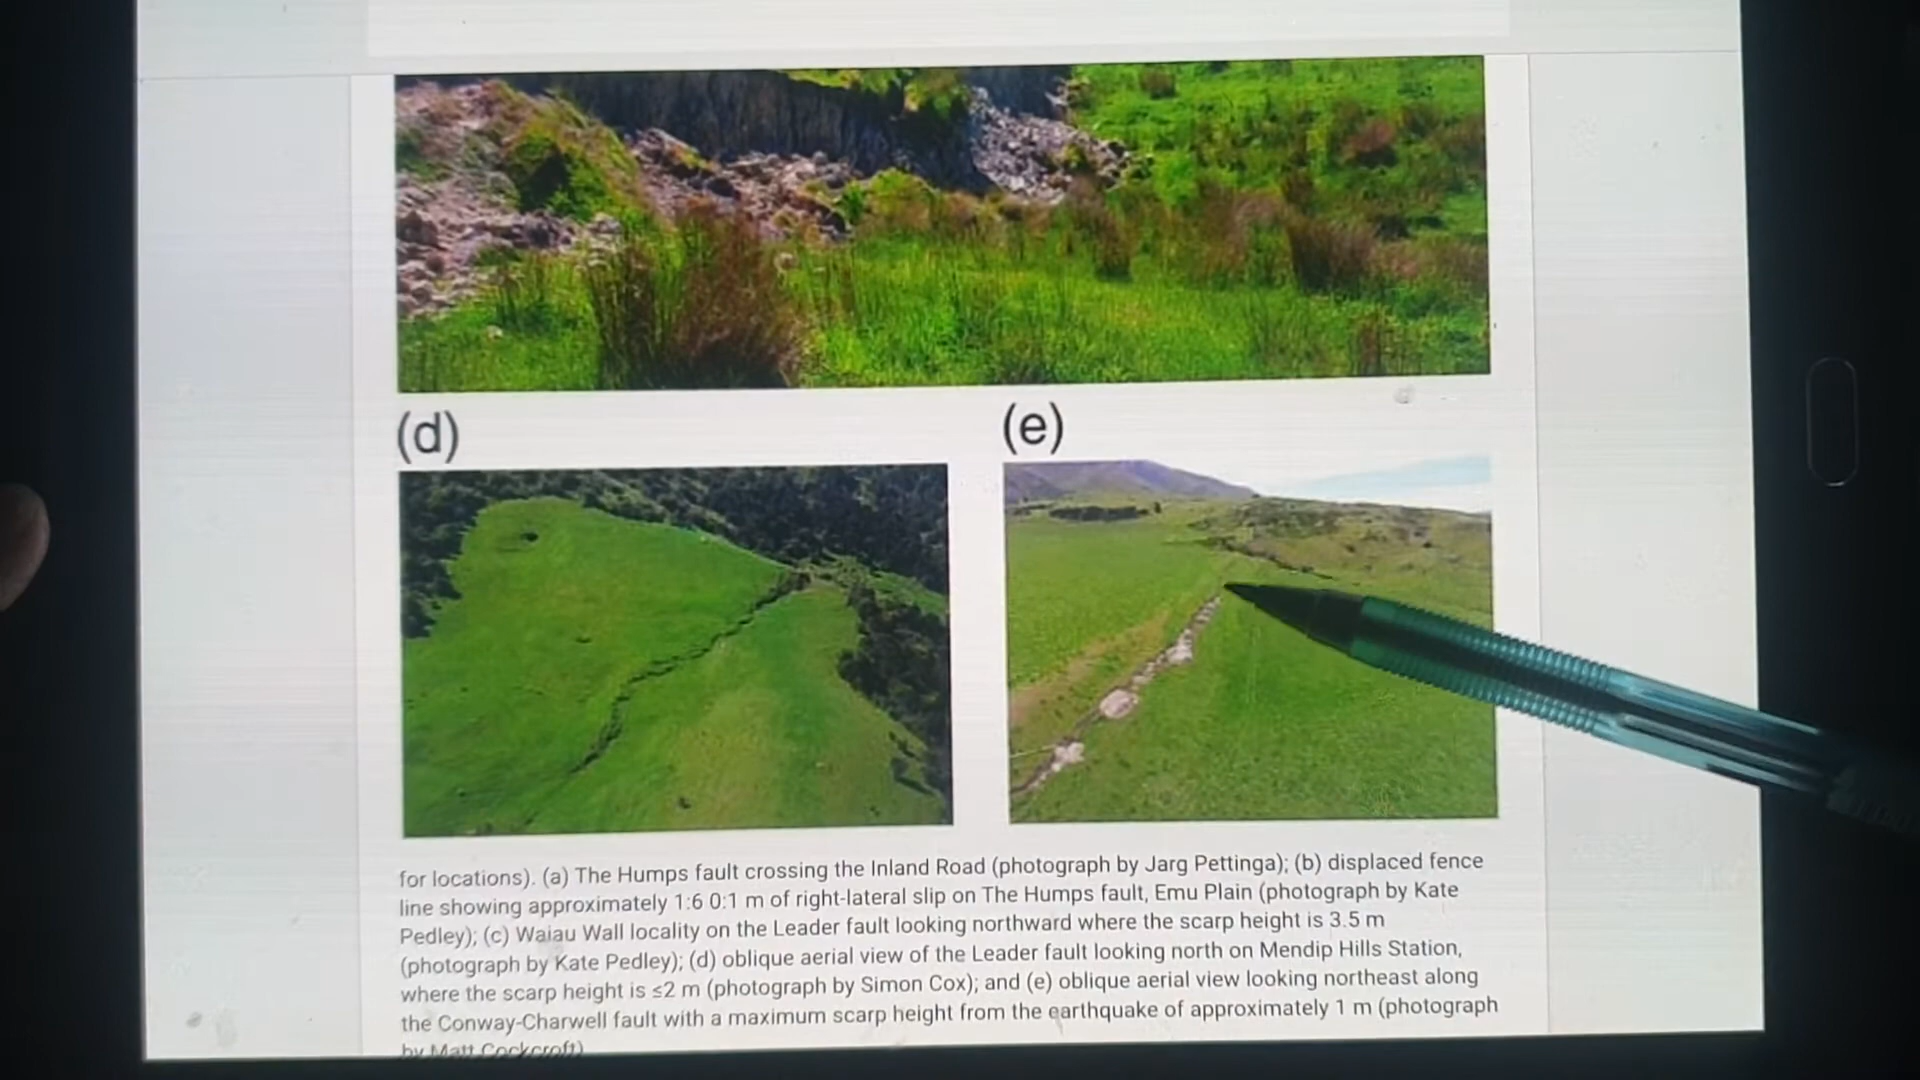 (d)
(e)
for locations). (a) The Humps fault crossing the Inland Road (photograph by Jarg Pettinga); (b) displaced fence
line showing approximately 1:6 0:1 m of right-lateral slip on The Humps fault, Emu Plain (photograph by Kate
Pedley); (c) Waiau Wall locality on the Leader fault looking northward where the scarp height is 3.5 m
(photograph by Kate Pedley); (d) oblique aerial view of the Leader fault looking north on Mendip Hills Station,
where the scarp height is ≤2 m (photograph by Simon Cox); and (e) oblique aerial view looking northeast along
the Conway-Charwell fault with a maximum scarp height from the earthquake of approximately 1 m (photograph
by Matt Cockcroft)